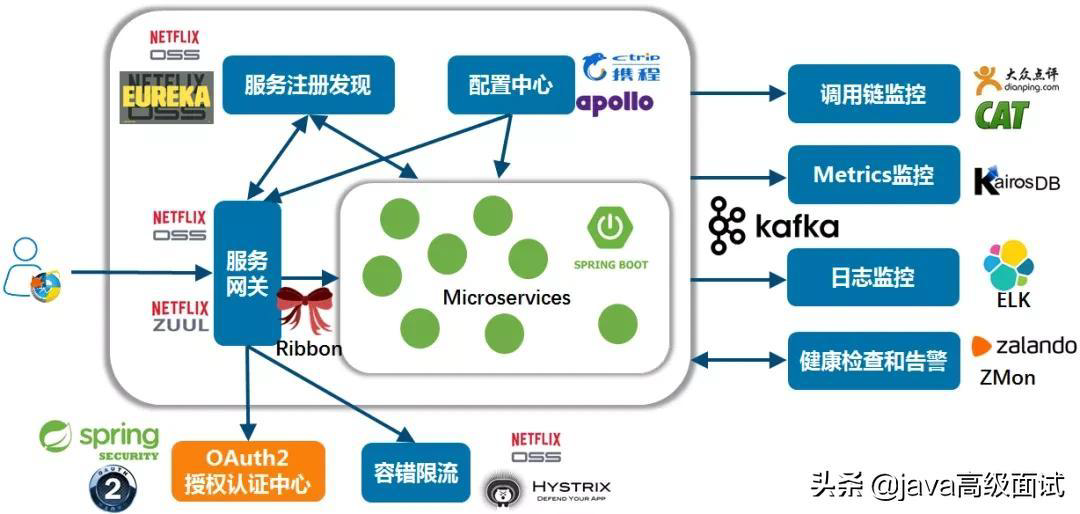 NETFLIX
OSS
NETFLIX
EUREKA
OSS
服务注册发现
配置中心
ctrip
携程
apollo
调用链监控
大众点评
dianping.com
CAT
Metrics监控
KairosDB
NETFLIX
OSS
服务
网关
NETFLIX
ZUUL
Ribbon
SPRING BOOT
Microservices
kafka
日志监控
ELK
健康检查和告警
zalando
ZMon
spring
SECURITY
OAUTH
2
OAuth2
授权认证中心
容错限流
NETFLIX
OSS
HYSTRIX
DEFEND YOUR APP
头条 @java高级面试